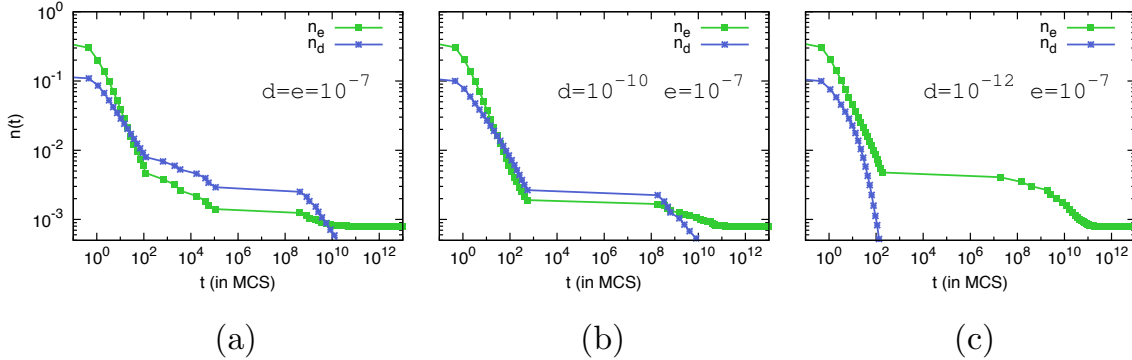 10^0
10^-1
10^-2
10^-3
n(t)
n_e
n_d
d=e=10^-7
10^0 10^2 10^4 10^6 10^8 10^10 10^12
t (in MCS)
(a)
n_e
n_d
d=10^-10 e=10^-7
10^0 10^2 10^4 10^6 10^8 10^10 10^12
t (in MCS)
(b)
n_e
n_d
d=10^-12 e=10^-7
10^0 10^2 10^4 10^6 10^8 10^10 10^12
t (in MCS)
(c)